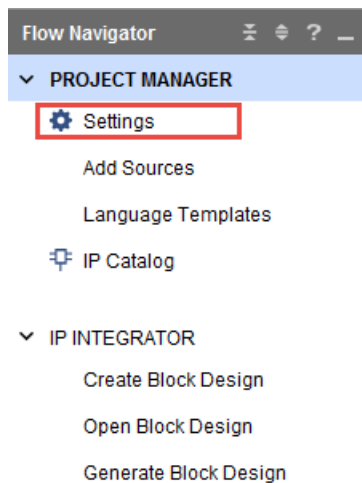 Flow Navigator ?
PROJECT MANAGER
Settings
Add Sources
Language Templates
IP Catalog
IP INTEGRATOR
Create Block Design
Open Block Design
Generate Block Design